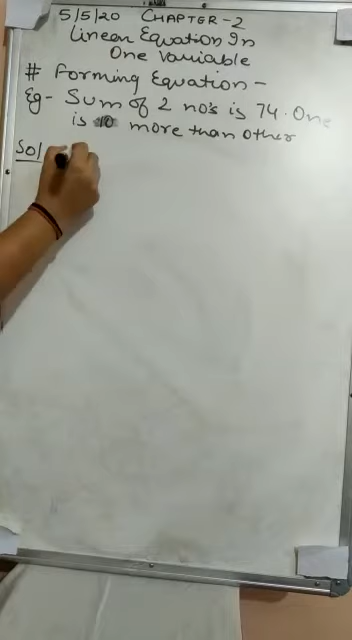 5/5/20 CHAPTER-2
Linear Equation In
One Variable
# Forming Equation -
Eg- Sum of 2 no's is 74. One
is 10 more than other
Sol